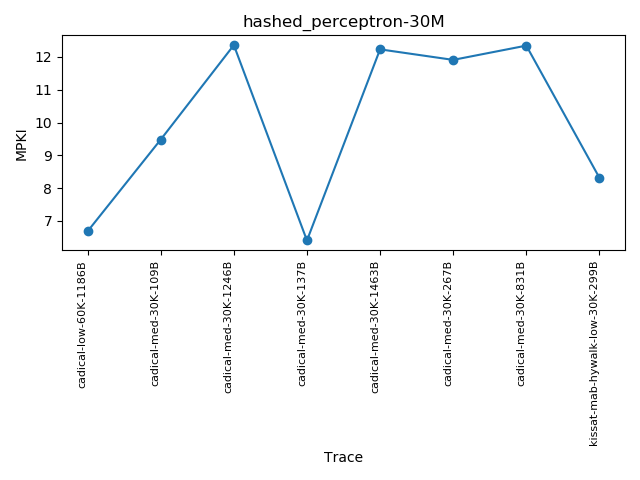 hashed_perceptron-30M
MPKI
12
11
10
9
8
7
cadical-low-60K-1186B
cadical-med-30K-109B
cadical-med-30K-1246B
cadical-med-30K-137B
cadical-med-30K-1463B
cadical-med-30K-267B
cadical-med-30K-831B
kissat-mab-hywalk-low-30K-299B
Trace